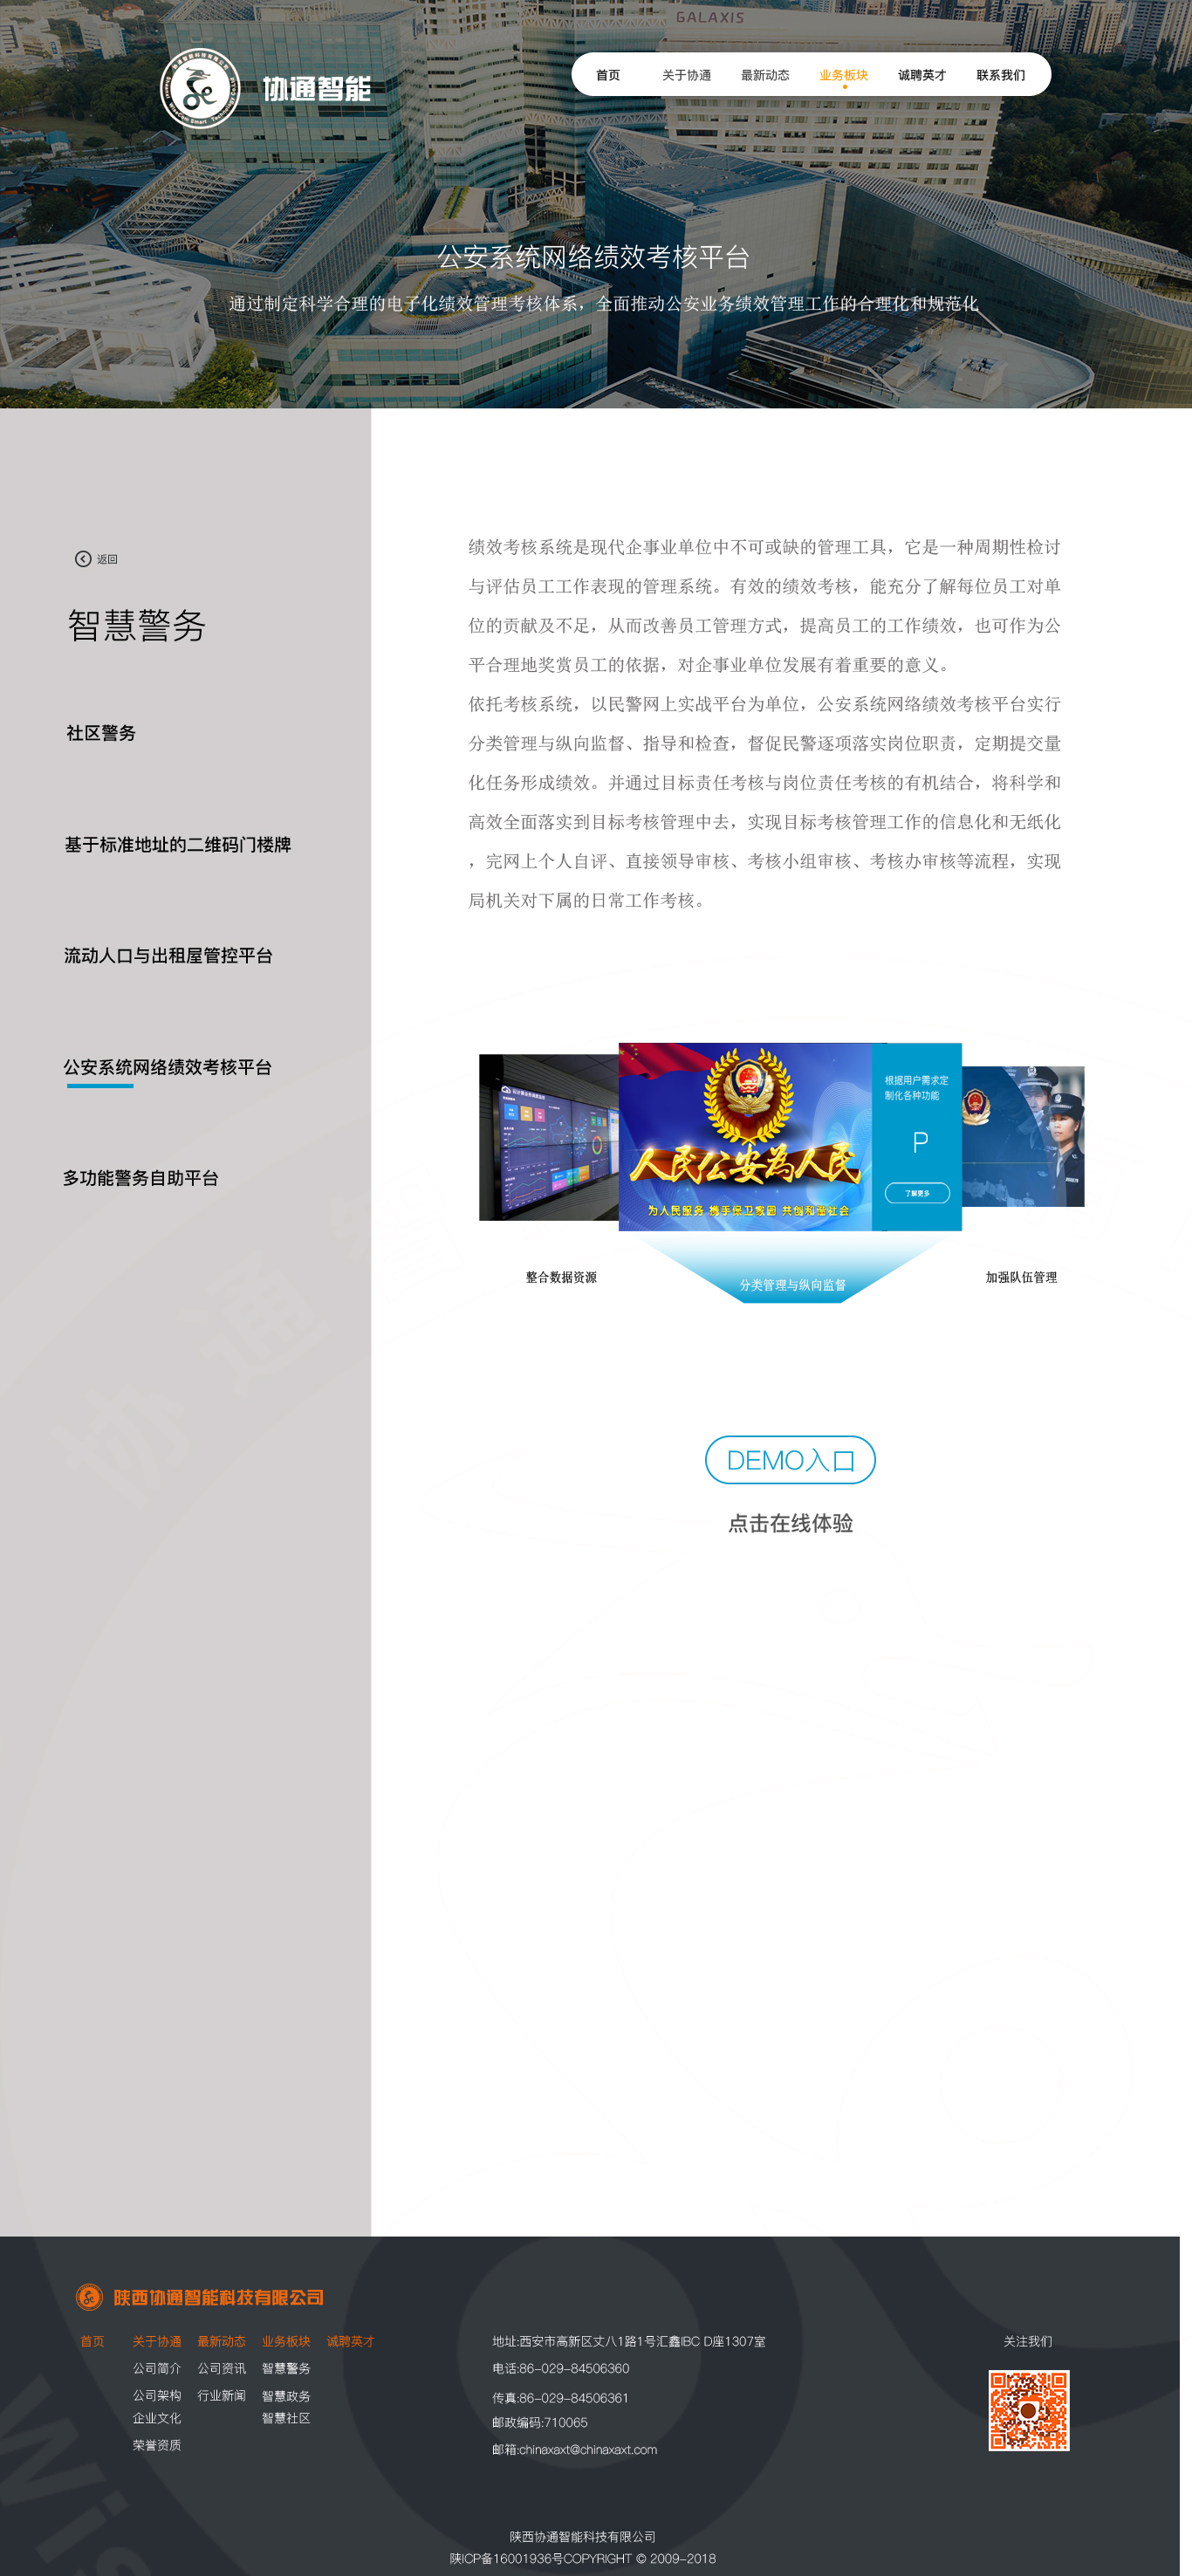 GALAXIS
协通智能
首页 关于协通 最新动态 业务板块 诚聘英才 联系我们
公安系统网络绩效考核平台
通过制定科学合理的电子化绩效管理考核体系，全面推动公安业务绩效管理工作的合理化和规范化
返回
智慧警务
社区警务
基于标准地址的二维码门楼牌
流动人口与出租屋管控平台
公安系统网络绩效考核平台
多功能警务自助平台
绩效考核系统是现代企事业单位中不可或缺的管理工具，它是一种周期性检讨
与评估员工工作表现的管理系统。有效的绩效考核，能充分了解每位员工对单
位的贡献及不足，从而改善员工管理方式，提高员工的工作绩效，也可作为公
平合理地奖赏员工的依据，对企事业单位发展有着重要的意义。
依托考核系统，以民警网上实战平台为单位，公安系统网络绩效考核平台实行
分类管理与纵向监督、指导和检查，督促民警逐项落实岗位职责，定期提交量
化任务形成绩效。并通过目标责任考核与岗位责任考核的有机结合，将科学和
高效全面落实到目标考核管理中去，实现目标考核管理工作的信息化和无纸化
，完网上个人自评、直接领导审核、考核小组审核、考核办审核等流程，实现
局机关对下属的日常工作考核。
人民公安为人民
为人民服务 携手保卫家园 共创和谐社会
根据用户需求定
制化各种功能
P
了解更多
整合数据资源
分类管理与纵向监督
加强队伍管理
DEMO入口
点击在线体验
陕西协通智能科技有限公司
首页 关于协通 最新动态 业务板块 诚聘英才
公司简介 公司资讯 智慧警务
公司架构 行业新闻 智慧政务
企业文化 智慧社区
荣誉资质
地址:西安市高新区丈八1路1号汇鑫IBC D座1307室
电话:86-029-84506360
传真:86-029-84506361
邮政编码:710065
邮箱:chinaxaxt@chinaxaxt.com
关注我们
陕西协通智能科技有限公司
陕ICP备16001936号COPYRIGHT © 2009-2018